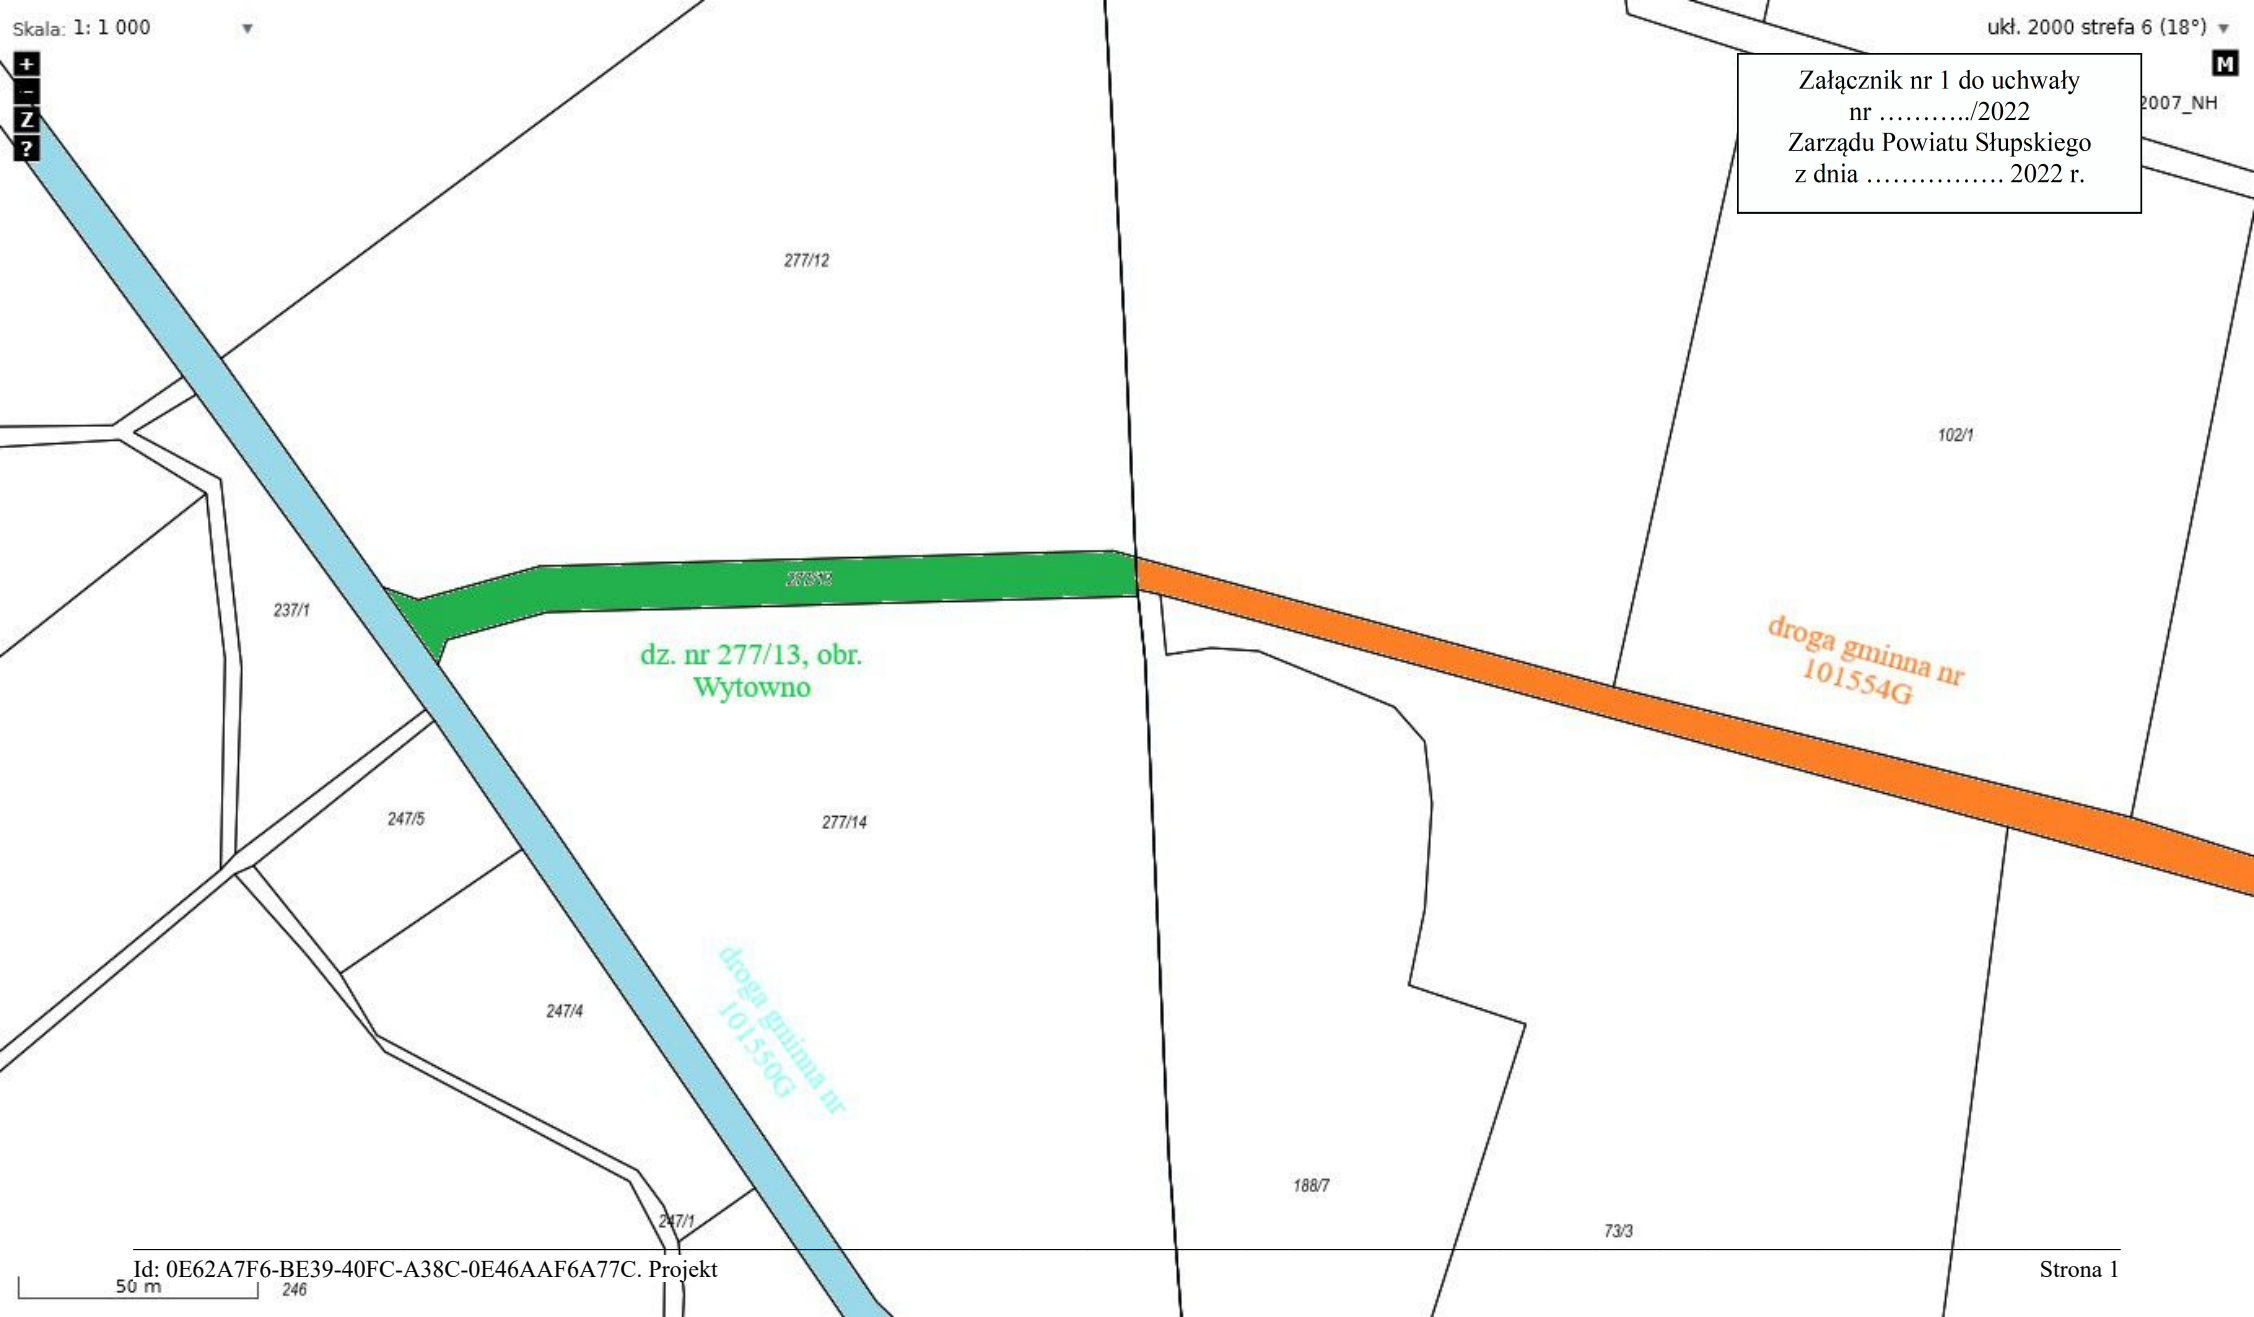 Skala: 1: 1 000
ukł. 2000 strefa 6 (18°)
+
-
Z
?
M
Załącznik nr 1 do uchwały
nr ………../2022
Zarządu Powiatu Słupskiego
z dnia ……………. 2022 r.
2007_NH
277/12
102/1
277/13
237/1
dz. nr 277/13, obr.
Wytowno
droga gminna nr
101554G
247/5
277/14
droga gminna nr
101550G
247/4
188/7
247/1
73/3
Id: 0E62A7F6-BE39-40FC-A38C-0E46AAF6A77C. Projekt
Strona 1
50 m
246